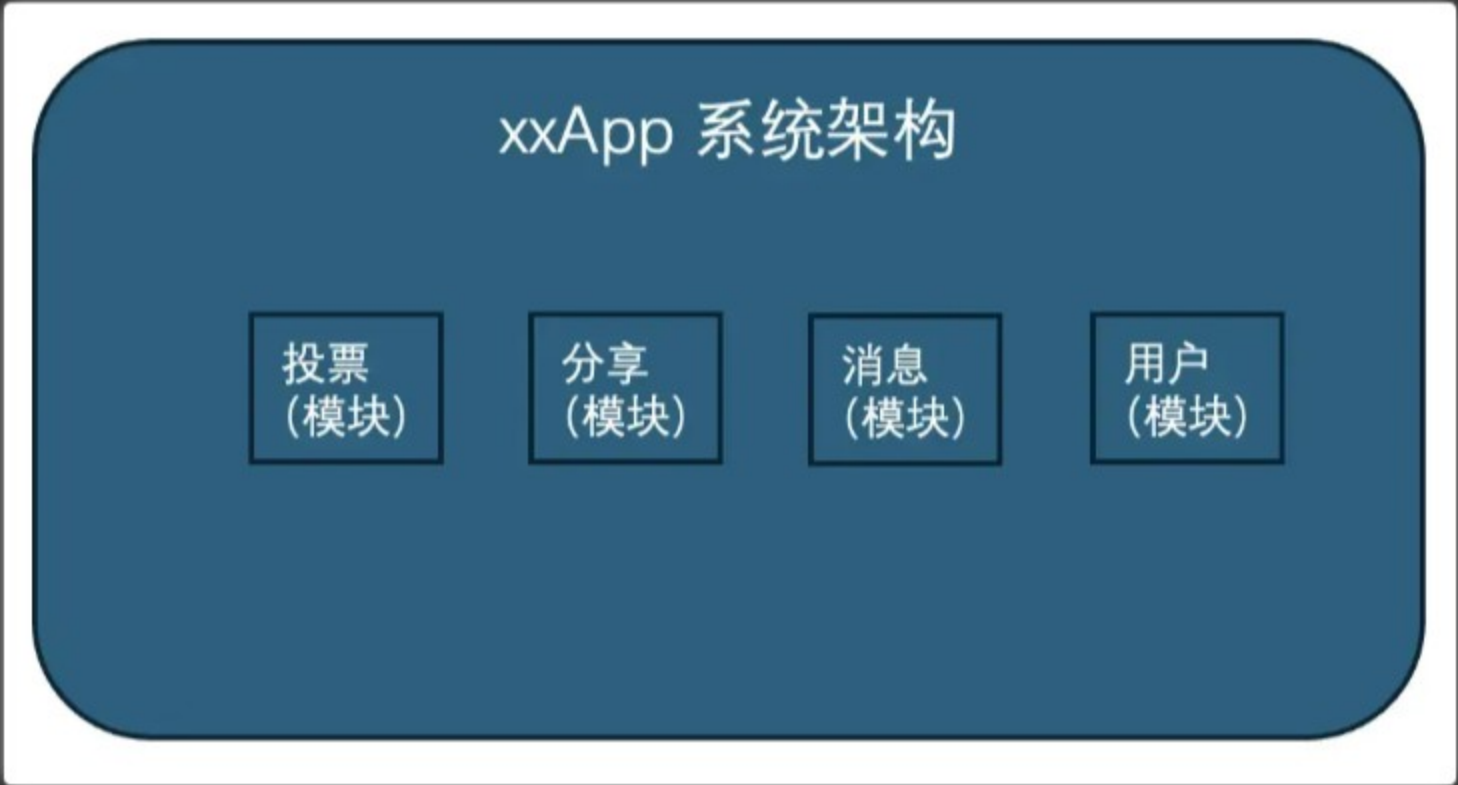 xxApp 系统架构
投票
(模块)
分享
(模块)
消息
(模块)
用户
(模块)